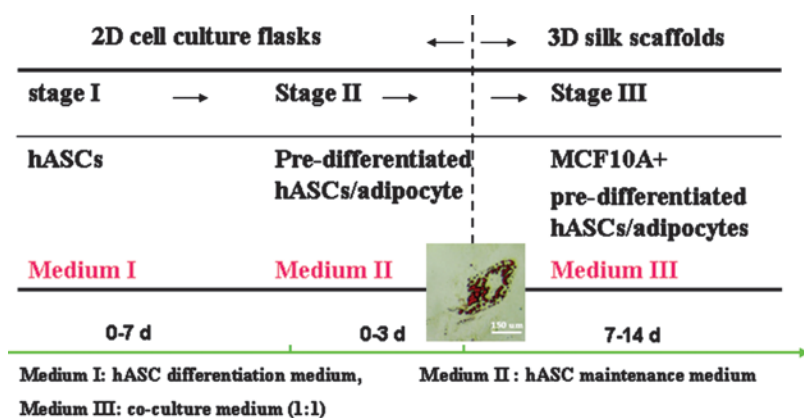 2D cell culture flasks ← → 3D silk scaffolds
stage I → Stage II → → Stage III
hASCs Pre-differentiated MCF10A+
hASCs/adipocyte pre-differentiated
hASCs/adipocytes
Medium I Medium II Medium III
150 um
0-7 d 0-3 d 7-14 d
Medium I: hASC differentiation medium, Medium II : hASC maintenance medium
Medium III: co-culture medium (1:1)